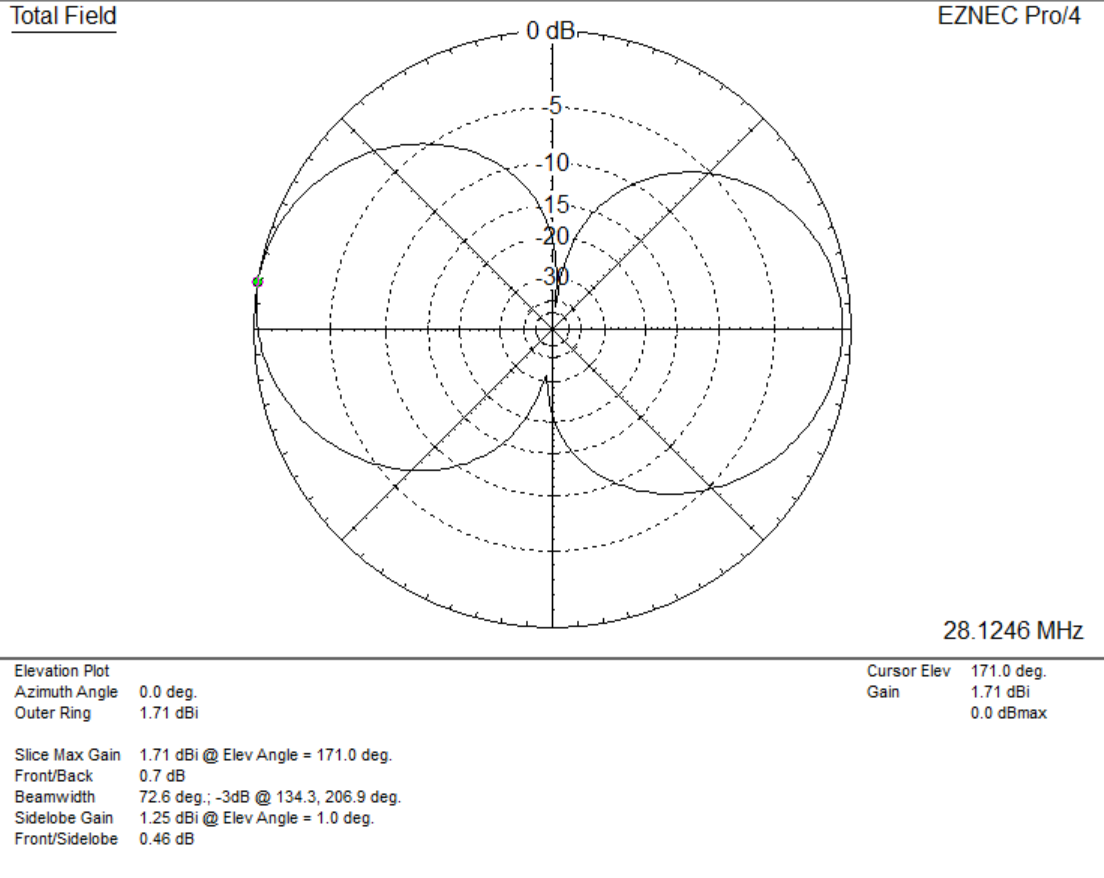 Total Field
EZNEC Pro/4
0 dB
-5
-10
-15
-20
-30
28.1246 MHz
Elevation Plot
Azimuth Angle 0.0 deg.
Outer Ring 1.71 dBi
Cursor Elev 171.0 deg.
Gain 1.71 dBi
0.0 dBmax
Slice Max Gain 1.71 dBi @ Elev Angle = 171.0 deg.
Front/Back 0.7 dB
Beamwidth 72.6 deg.; -3dB @ 134.3, 206.9 deg.
Sidelobe Gain 1.25 dBi @ Elev Angle = 1.0 deg.
Front/Sidelobe 0.46 dB